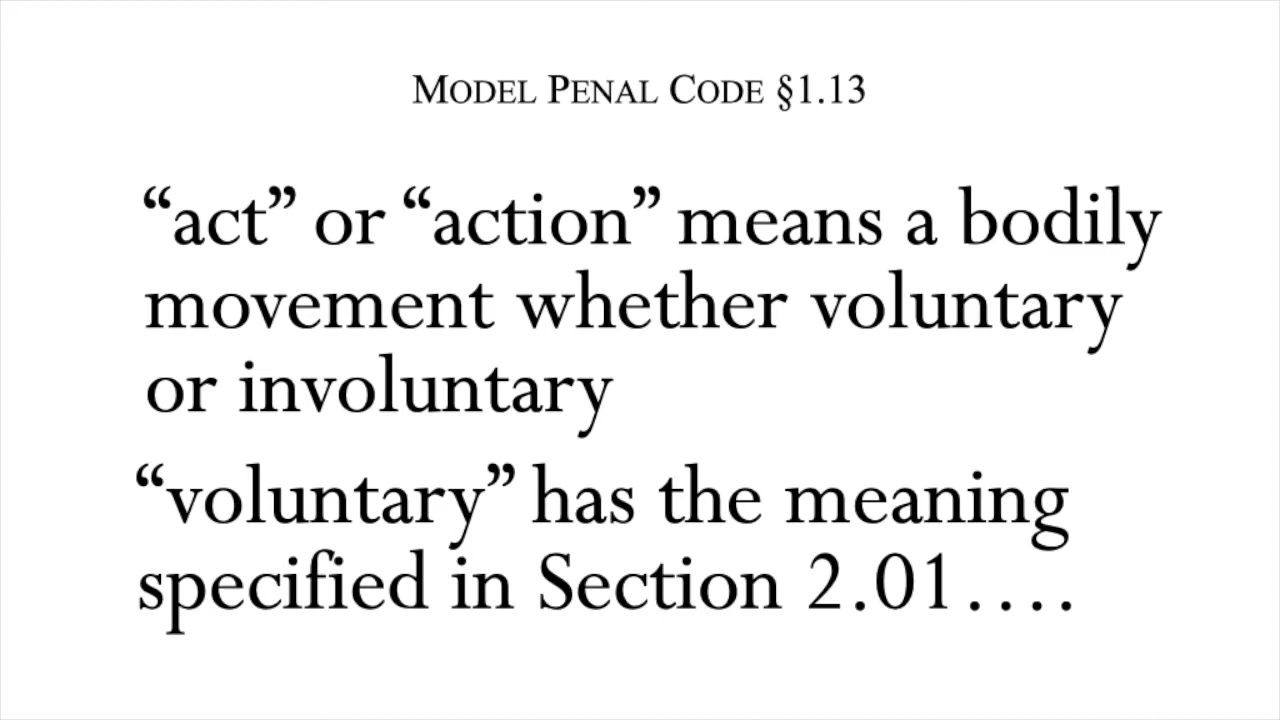 MODEL PENAL CODE §1.13
“act” or “action” means a bodily
movement whether voluntary
or involuntary
“voluntary” has the meaning
specified in Section 2.01….